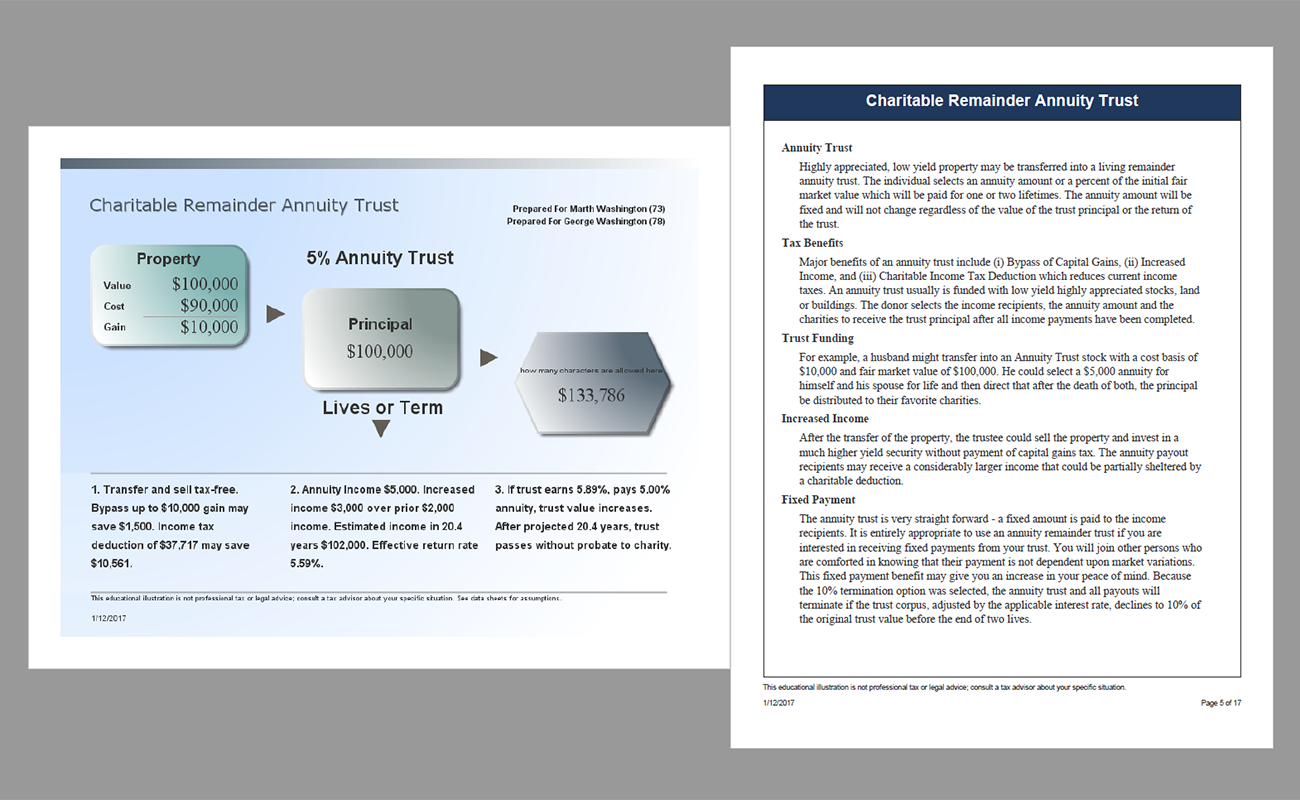 Charitable Remainder Annuity Trust
Prepared For Marth Washington (73)
Prepared For George Washington (78)
Property
Value $100,000
Cost $90,000
Gain $10,000
5% Annuity Trust
Principal
$100,000
Lives or Term
how many characters are allowed here
$133,786
1. Transfer and sell tax-free.
Bypass up to $10,000 gain may
save $1,500. Income tax
deduction of $37,717 may save
$10,561.
2. Annuity Income $5,000. Increased
income $3,000 over prior $2,000
income. Estimated income in 20.4
years $102,000. Effective return rate
5.59%.
3. If trust earns 5.89%, pays 5.00%
annuity, trust value increases.
After projected 20.4 years, trust
passes without probate to charity.
This educational illustration is not professional tax or legal advice; consult a tax advisor about your specific situation. See data sheets for assumptions.
1/12/2017
Charitable Remainder Annuity Trust
Annuity Trust
Highly appreciated, low yield property may be transferred into a living remainder
annuity trust. The individual selects an annuity amount or a percent of the initial fair
market value which will be paid for one or two lifetimes. The annuity amount will be
fixed and will not change regardless of the value of the trust principal or the return of
the trust.
Tax Benefits
Major benefits of an annuity trust include (i) Bypass of Capital Gains, (ii) Increased
Income, and (iii) Charitable Income Tax Deduction which reduces current income
taxes. An annuity trust usually is funded with low yield highly appreciated stocks, land
or buildings. The donor selects the income recipients, the annuity amount and the
charities to receive the trust principal after all income payments have been completed.
Trust Funding
For example, a husband might transfer into an Annuity Trust stock with a cost basis of
$10,000 and fair market value of $100,000. He could select a $5,000 annuity for
himself and his spouse for life and then direct that after the death of both, the principal
be distributed to their favorite charities.
Increased Income
After the transfer of the property, the trustee could sell the property and invest in a
much higher yield security without payment of capital gains tax. The annuity payout
recipients may receive a considerably larger income that could be partially sheltered by
a charitable deduction.
Fixed Payment
The annuity trust is very straight forward - a fixed amount is paid to the income
recipients. It is entirely appropriate to use an annuity remainder trust if you are
interested in receiving fixed payments from your trust. You will join other persons who
are comforted in knowing that their payment is not dependent upon market variations.
This fixed payment benefit may give you an increase in your peace of mind. Because
the 10% termination option was selected, the annuity trust and all payouts will
terminate if the trust corpus, adjusted by the applicable interest rate, declines to 10% of
the original trust value before the end of two lives.
This educational illustration is not professional tax or legal advice; consult a tax advisor about your specific situation.
1/12/2017
Page 5 of 17